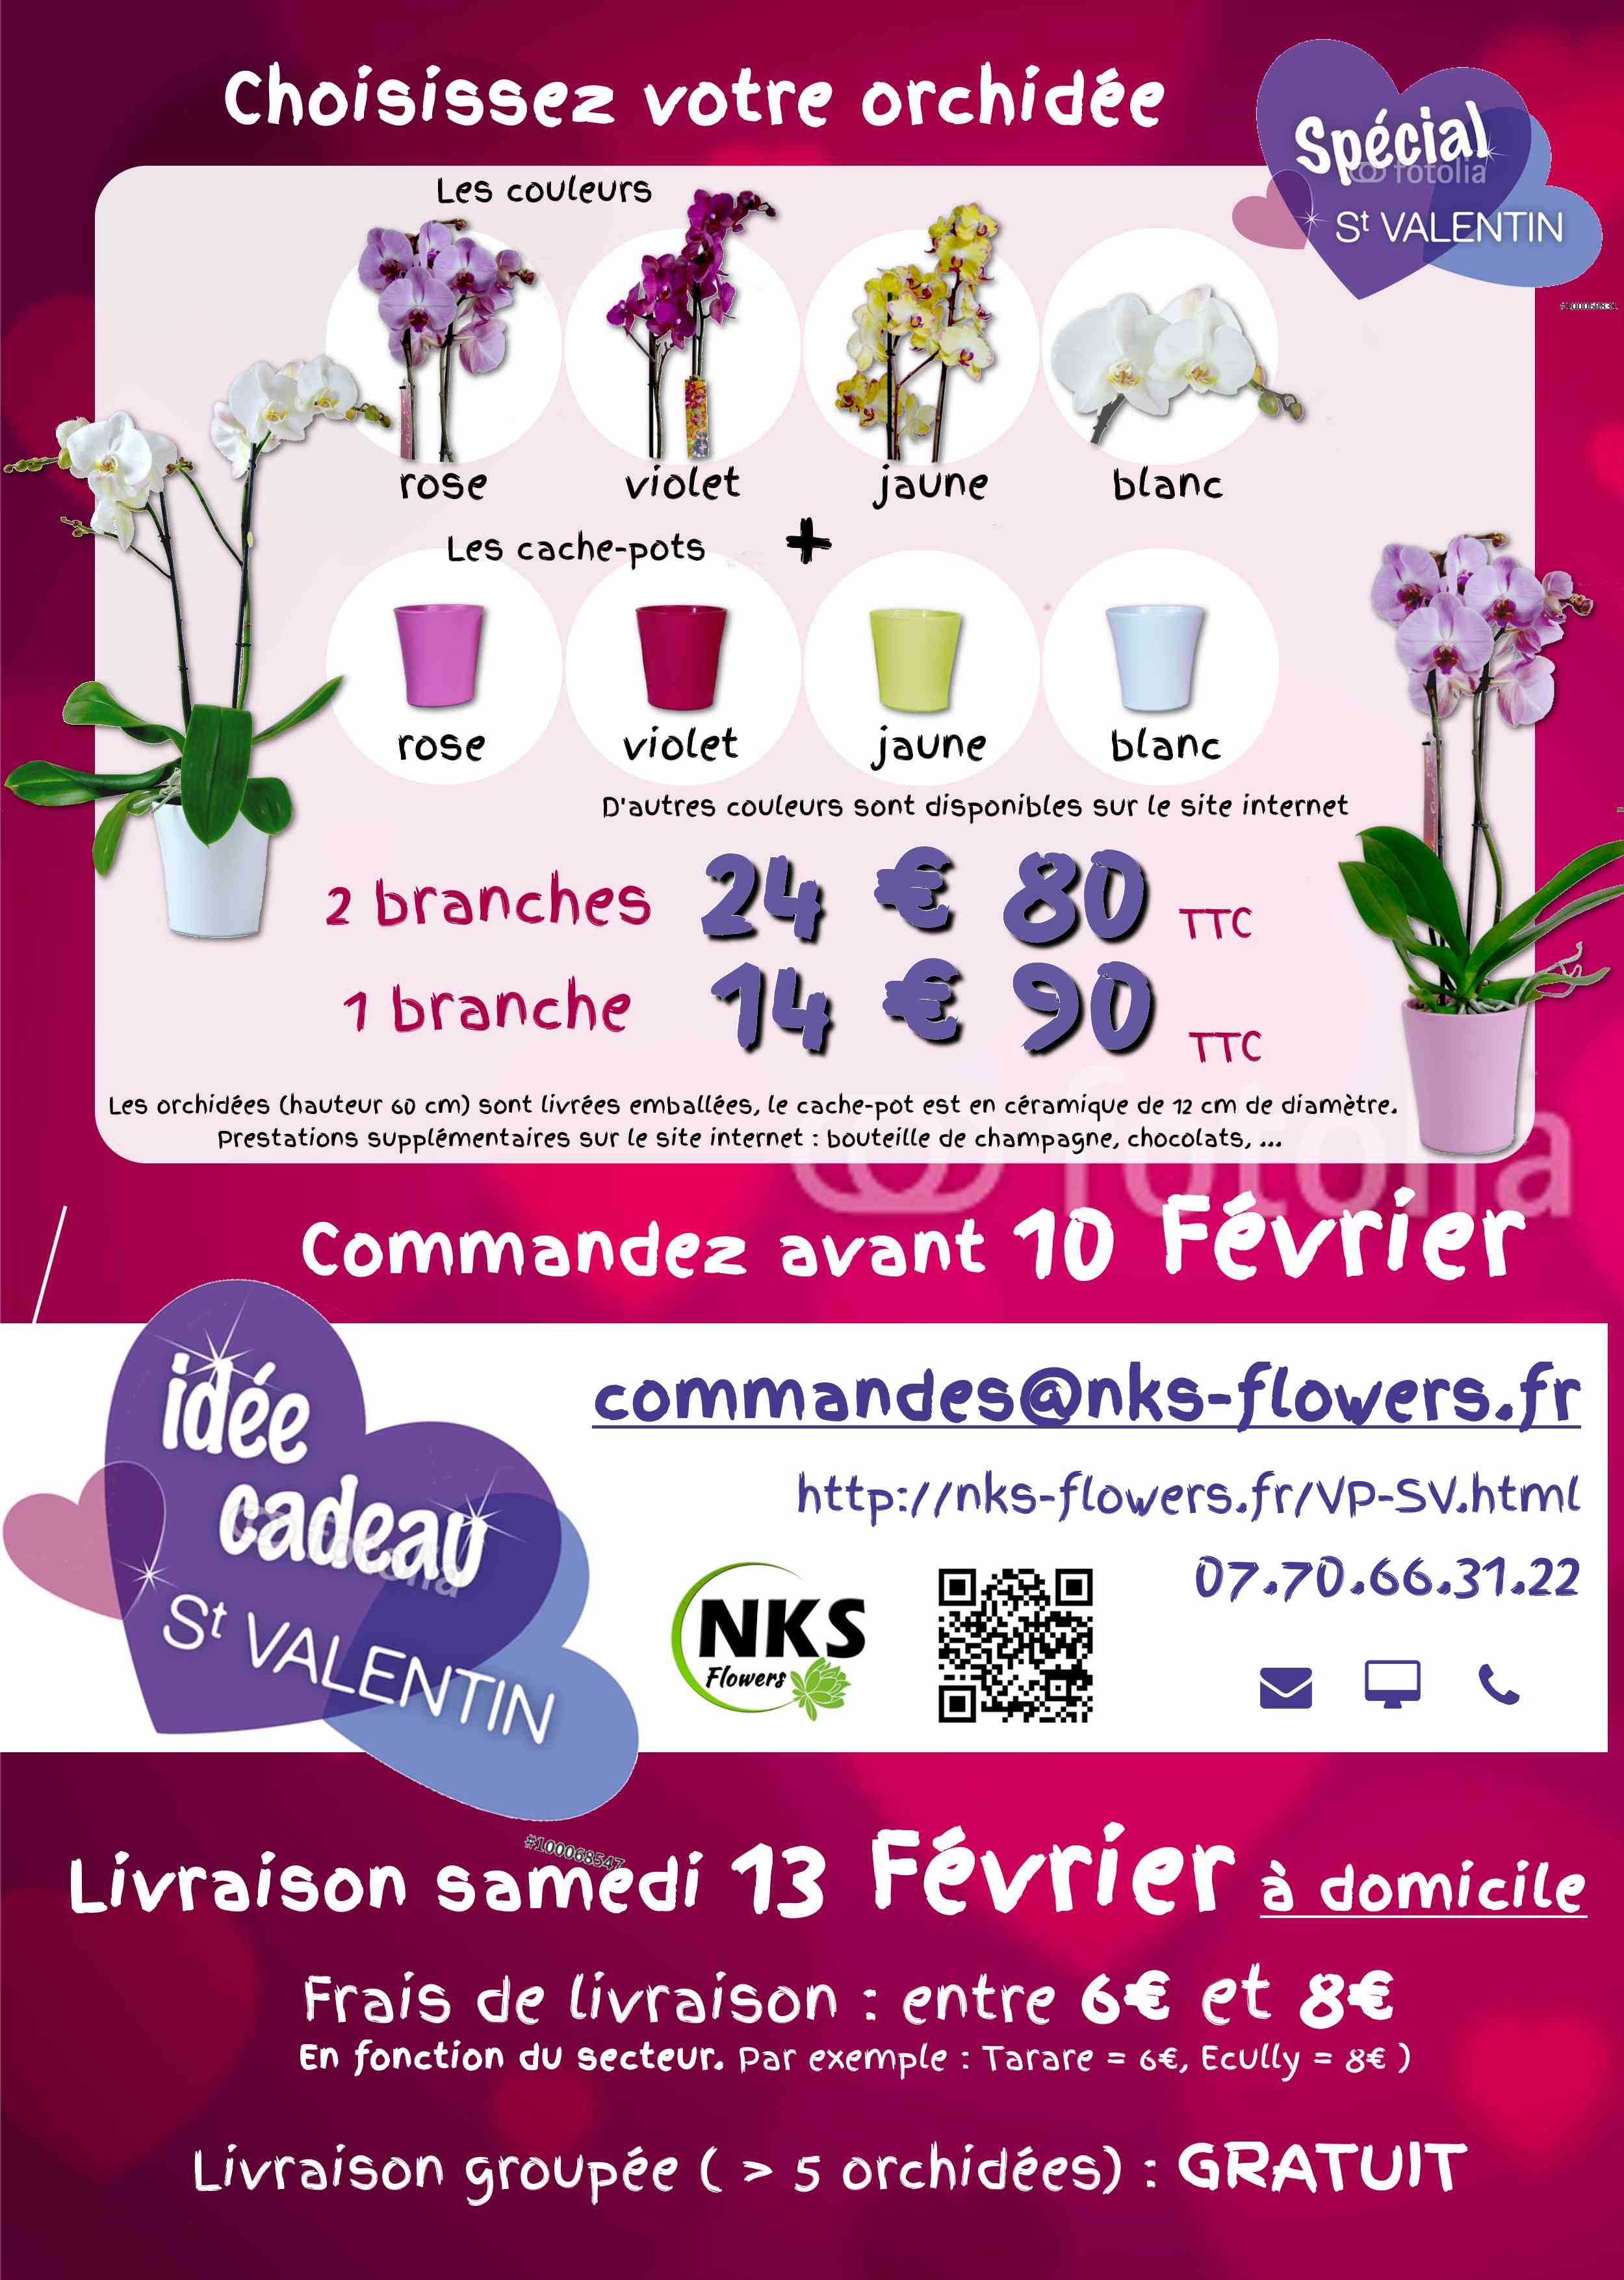 Choisissez votre orchidée
Spécial
fotolia
St VALENTIN
Les couleurs
rose violet jaune blanc
Les cache-pots +
rose violet jaune blanc
D'autres couleurs sont disponibles sur le site internet
2 branches 24 € 80 TTC
1 branche 14 € 90 TTC
Les orchidées (hauteur 60 cm) sont livrées emballées, le cache-pot est en céramique de 12 cm de diamètre.
Prestations supplémentaires sur le site internet : bouteille de champagne, chocolats, ...
fotolia
Commandez avant 10 Février
idée
cadeau
fotolia
St VALENTIN
commandes@nks-flowers.fr
http://nks-flowers.fr/VP-SV.html
07.70.66.31.22
NKS
Flowers
#100068547
Livraison samedi 13 Février à domicile
Frais de livraison : entre 6€ et 8€
En fonction du secteur. Par exemple : Tarare = 6€, Ecully = 8€ )
Livraison groupée ( > 5 orchidées) : GRATUIT